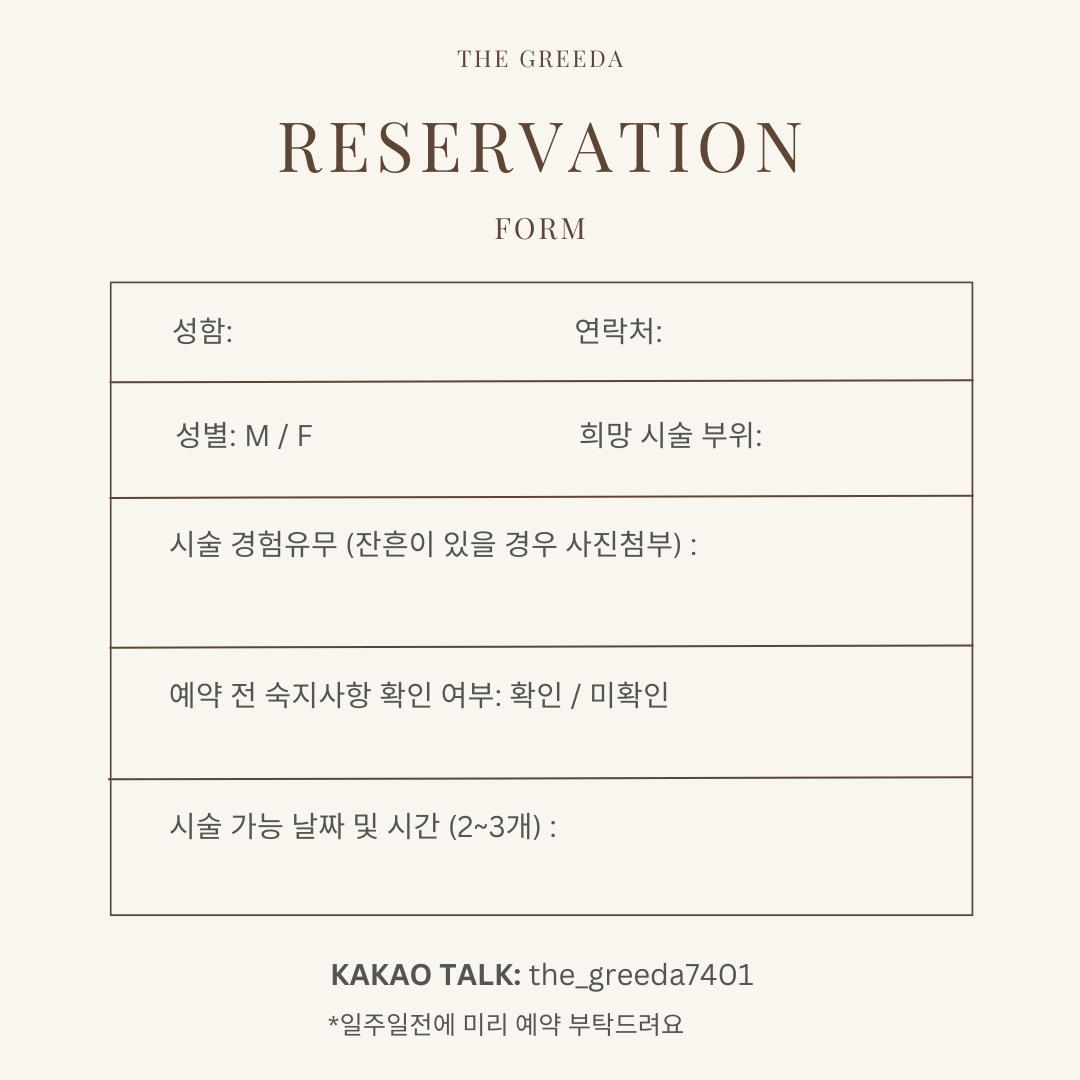 THE GREEDA
RESERVATION
FORM
성함: 연락처:
성별: M / F 희망 시술 부위:
시술 경험유무 (잔흔이 있을 경우 사진첨부) :
예약 전 숙지사항 확인 여부: 확인 / 미확인
시술 가능 날짜 및 시간 (2~3개) :
KAKAO TALK: the_greeda7401
*일주일전에 미리 예약 부탁드려요